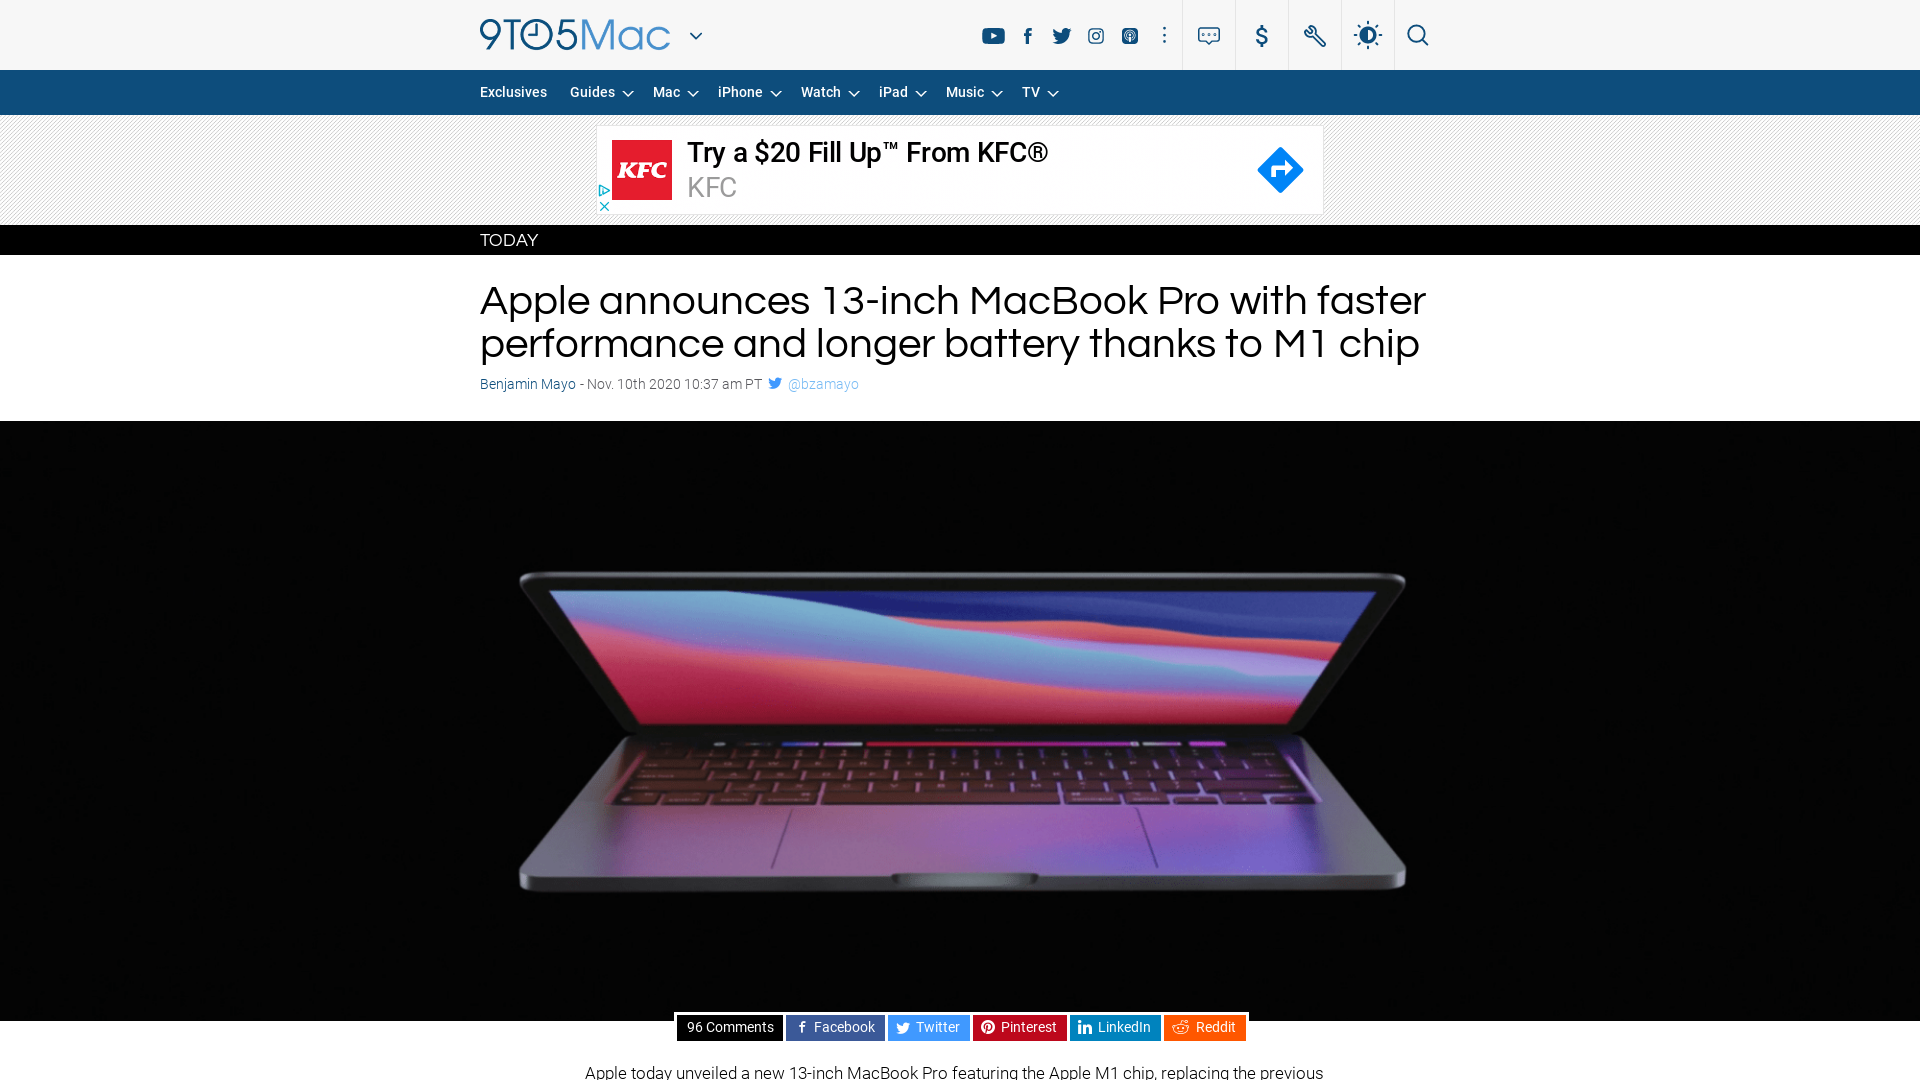 9TO5Mac
Exclusives Guides Mac iPhone Watch iPad Music TV
KFC
Try a $20 Fill Up™ From KFC®
KFC
TODAY
Apple announces 13-inch MacBook Pro with faster
performance and longer battery thanks to M1 chip
Benjamin Mayo - Nov. 10th 2020 10:37 am PT @bzamayo
96 Comments Facebook Twitter Pinterest LinkedIn Reddit
Apple today unveiled a new 13-inch MacBook Pro featuring the Apple M1 chip, replacing the previous